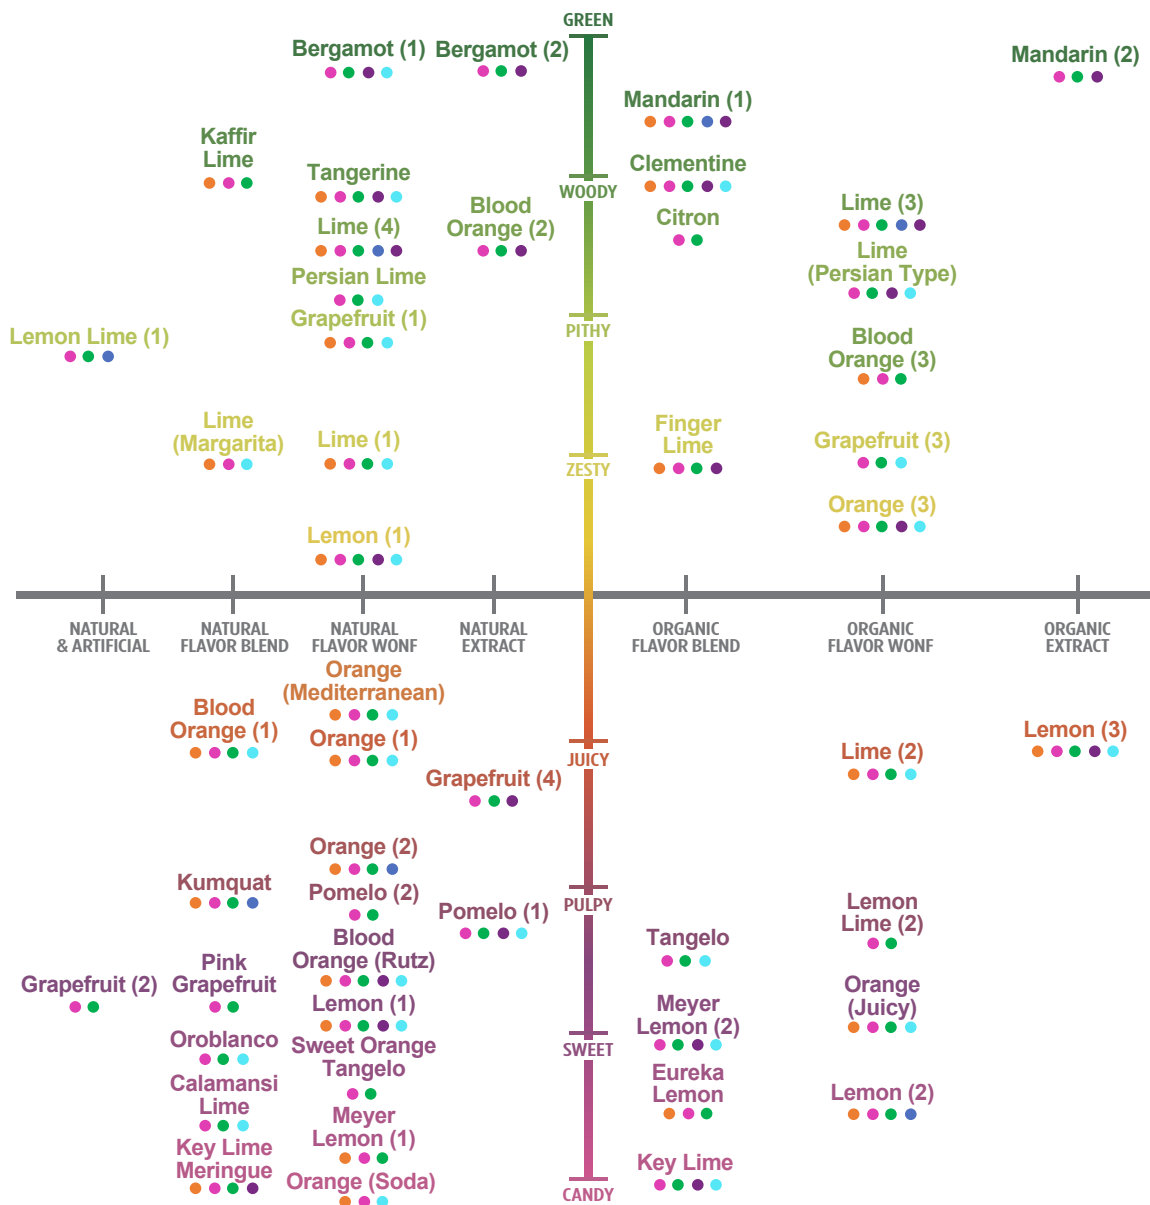 GREEN
Bergamot (1)
Bergamot (2)
Mandarin (2)
Mandarin (1)
Kaffir
Lime
Tangerine
Clementine
WOODY
Blood
Orange (2)
Citron
Lime (3)
Lime (4)
Lime
(Persian Type)
Persian Lime
Grapefruit (1)
PITHY
Lemon Lime (1)
Blood
Orange (3)
Lime
(Margarita)
Lime (1)
Finger
Lime
Grapefruit (3)
ZESTY
Orange (3)
Lemon (1)
NATURAL
& ARTIFICIAL
NATURAL
FLAVOR BLEND
NATURAL
FLAVOR WONF
NATURAL
EXTRACT
ORGANIC
FLAVOR BLEND
ORGANIC
FLAVOR WONF
ORGANIC
EXTRACT
Orange
(Mediterranean)
Blood
Orange (1)
Orange (1)
JUICY
Lime (2)
Lemon (3)
Grapefruit (4)
Orange (2)
Kumquat
Pomelo (2)
Pomelo (1)
PULPY
Lemon
Lime (2)
Tangelo
Blood
Orange (Rutz)
Grapefruit (2)
Pink
Grapefruit
Lemon (1)
Meyer
Lemon (2)
Orange
(Juicy)
Oroblanco
Sweet Orange
Tangelo
SWEET
Eureka
Lemon
Lemon (2)
Calamansi
Lime
Meyer
Lemon (1)
Key Lime
Meringue
Orange (Soda)
Key Lime
CANDY